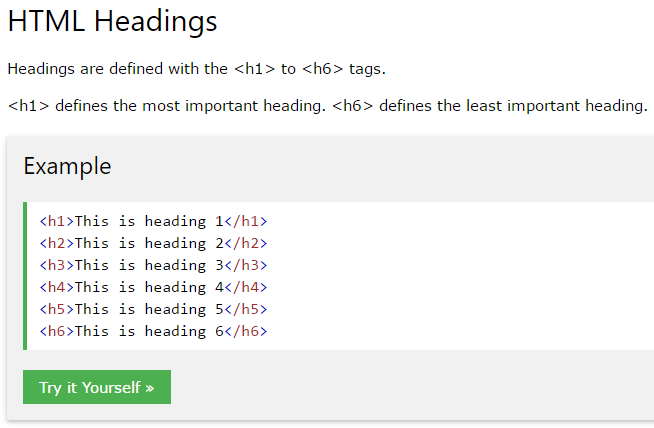 HTML Headings
Headings are defined with the <h1> to <h6> tags.
<h1> defines the most important heading. <h6> defines the least important heading.
Example
<h1>This is heading 1</h1>
<h2>This is heading 2</h2>
<h3>This is heading 3</h3>
<h4>This is heading 4</h4>
<h5>This is heading 5</h5>
<h6>This is heading 6</h6>
Try it Yourself »